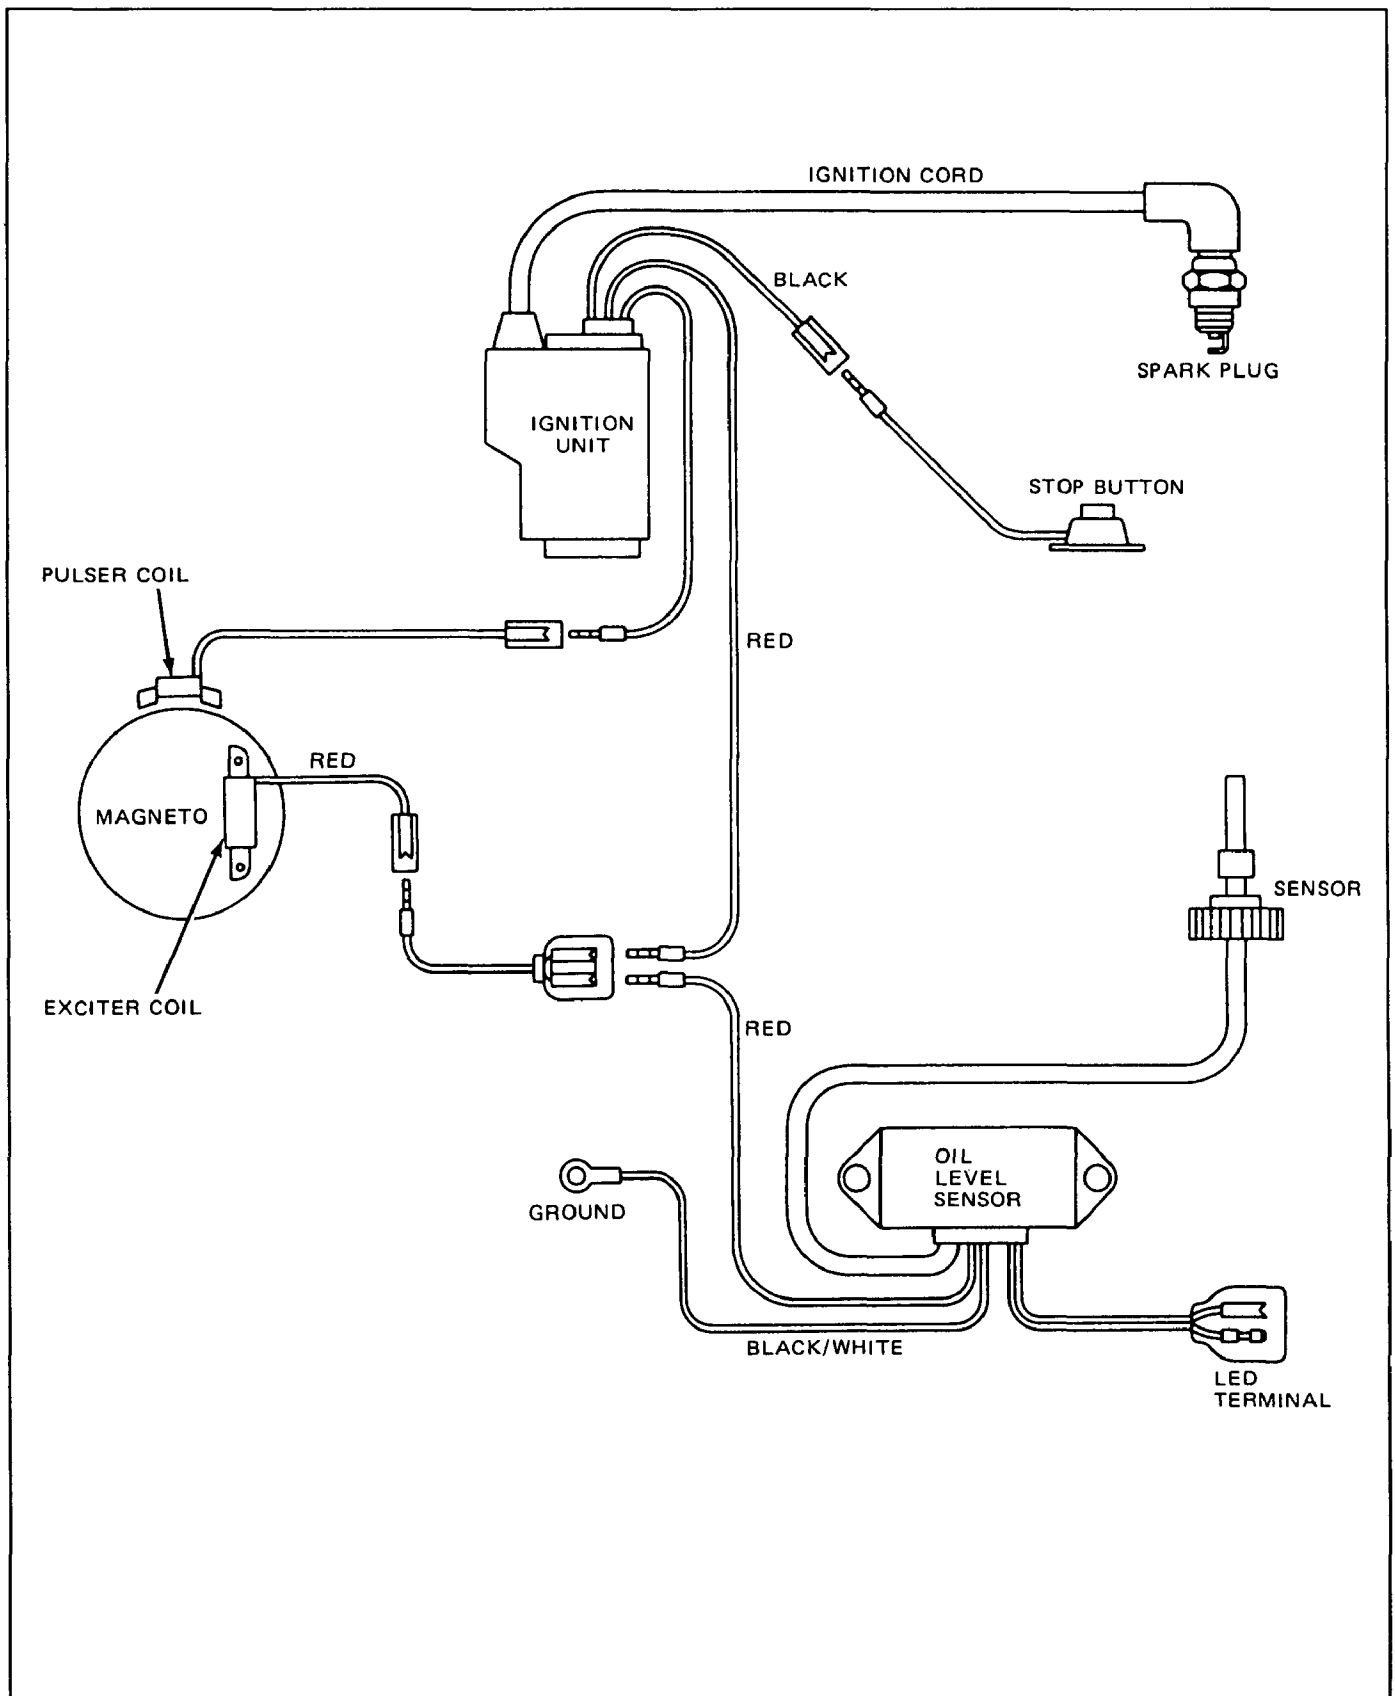 IGNITION CORD
BLACK
SPARK PLUG
IGNITION
UNIT
STOP BUTTON
PULSER COIL
RED
RED
MAGNETO
SENSOR
EXCITER COIL
RED
OIL
LEVEL
SENSOR
GROUND
BLACK/WHITE
LED
TERMINAL